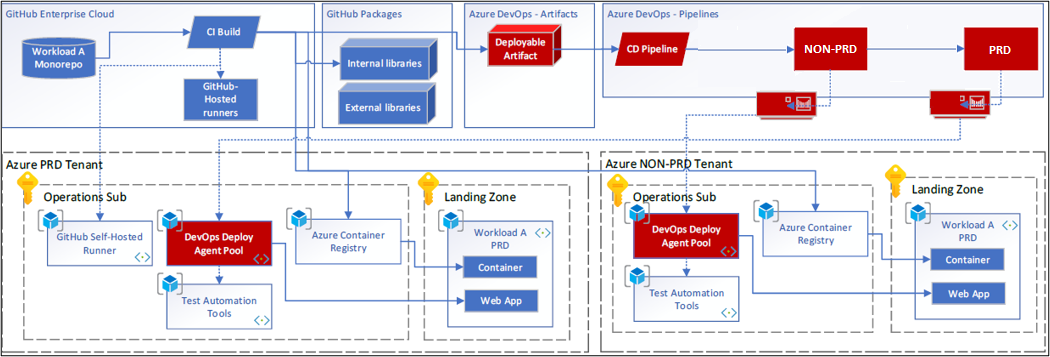 GitHub Enterprise Cloud
GitHub Packages
Azure DevOps - Artifacts
Azure DevOps - Pipelines
Workload A
Monorepo
CI Build
GitHub-
Hosted
runners
Internal libraries
External libraries
Deployable
Artifact
CD Pipeline
NON-PRD
PRD
Azure PRD Tenant
Operations Sub
GitHub Self-Hosted
Runner
DevOps Deploy
Agent Pool
Azure Container
Registry
Test Automation
Tools
Landing Zone
Workload A
PRD
Container
Web App
Azure NON-PRD Tenant
Operations Sub
DevOps Deploy
Agent Pool
Azure Container
Registry
Test Automation
Tools
Landing Zone
Workload A
PRD
Container
Web App